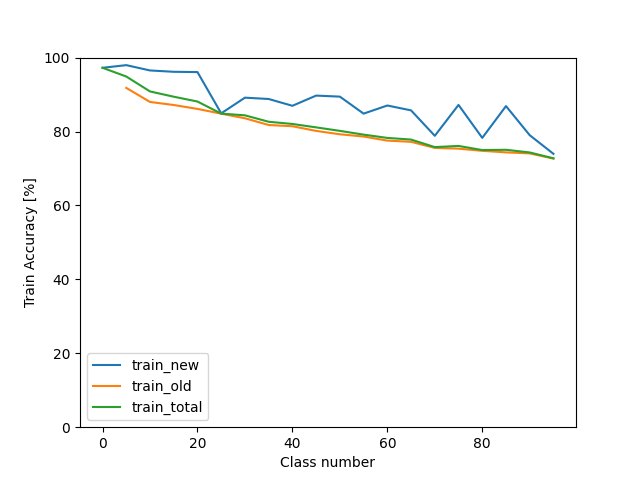 100
80
60
40
20
0
Train Accuracy [%]
train_new
train_old
train_total
0 20 40 60 80
Class number